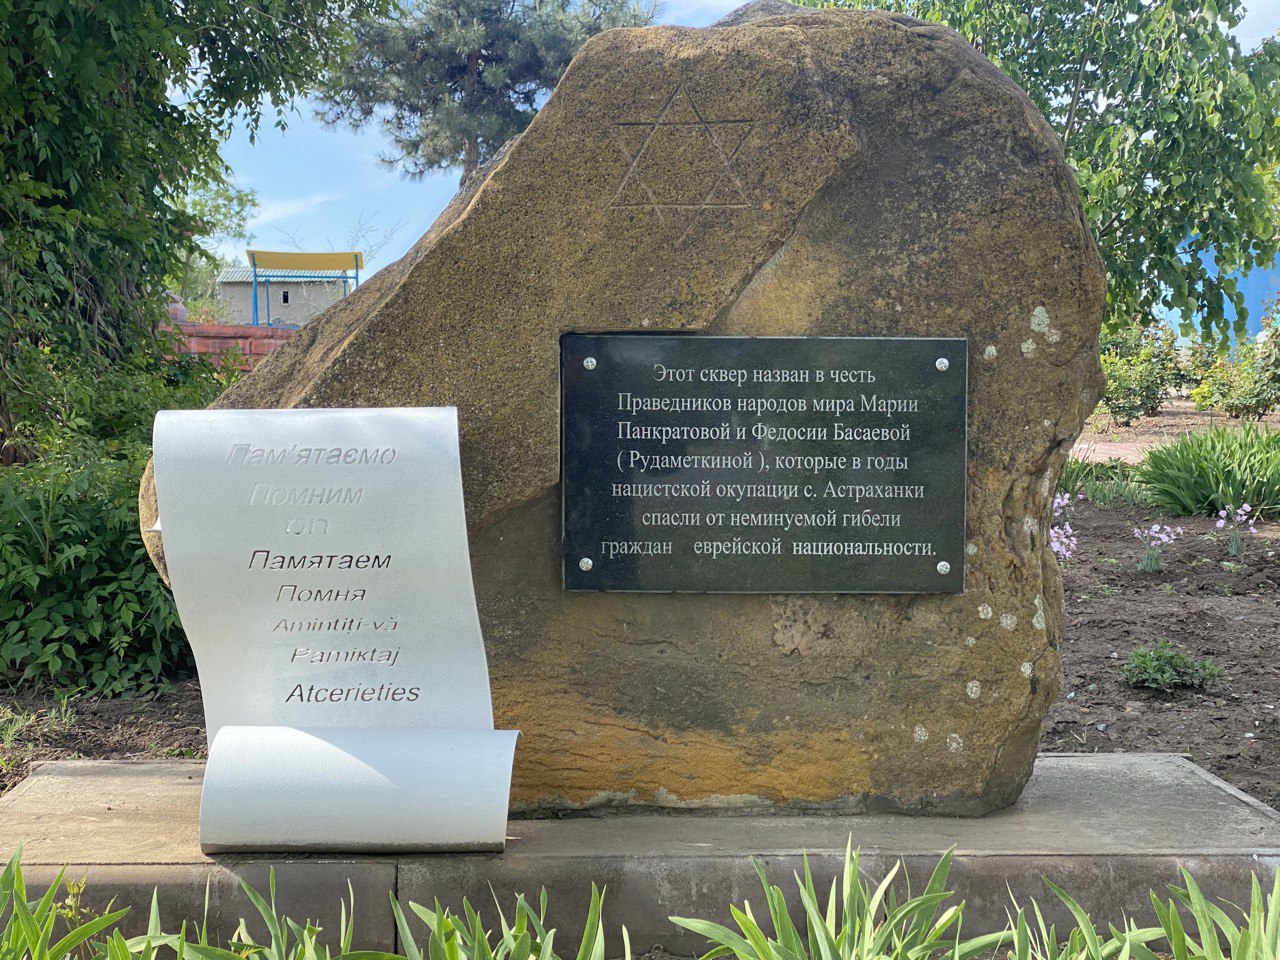 Пам'ятаємо
Помним
Памятаем
Помня
Amintiți-vă
Pamiktaj
Atcerieties
Этот сквер назван в честь
Праведников народов мира Марии
Панкратовой и Федосии Басаевой
( Рудаметкиной ), которые в годы
нацистской окупации с. Астраханки
спасли от неминуемой гибели
граждан еврейской национальности.